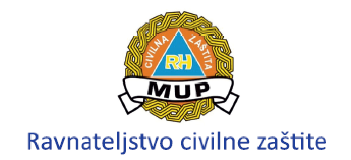 CIVILNA ZAŠTITA
RH
MUP
Ravnateljstvo civilne zaštite